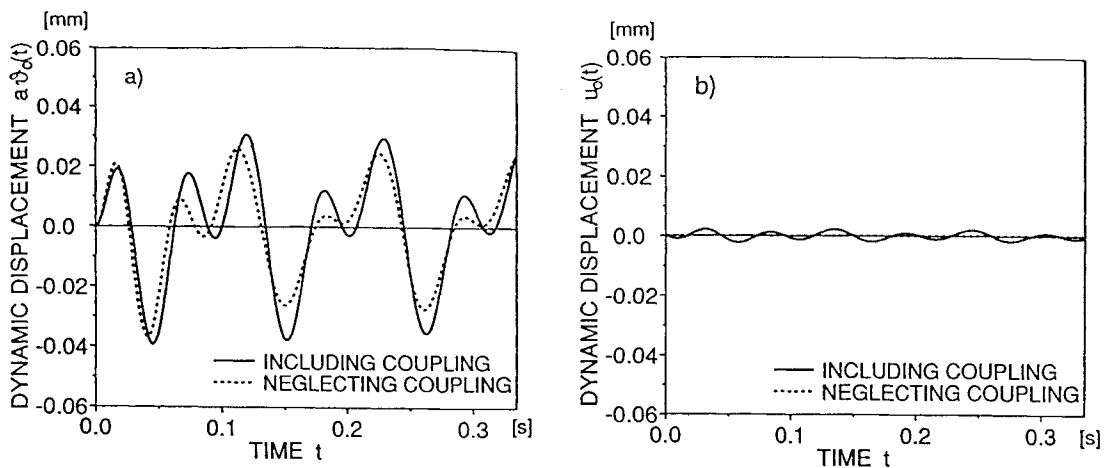 [mm]
DYNAMIC DISPLACEMENT a ϑo(t)
0.06
0.04
0.02
0.0
-0.02
-0.04
-0.06
a)
INCLUDING COUPLING
NEGLECTING COUPLING
0.0 0.1 0.2 0.3 [s]
TIME t
[mm]
DYNAMIC DISPLACEMENT uo(t)
0.06
0.04
0.02
0.0
-0.02
-0.04
-0.06
b)
INCLUDING COUPLING
NEGLECTING COUPLING
0.0 0.1 0.2 0.3 [s]
TIME t